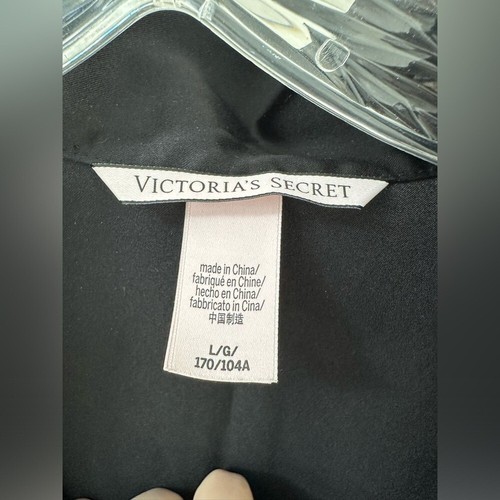 VICTORIA'S SECRET
made in China/
fabriqué en Chine/
hecho en China/
fabbricato in Cina/
中国制造
L/G/
170/104A